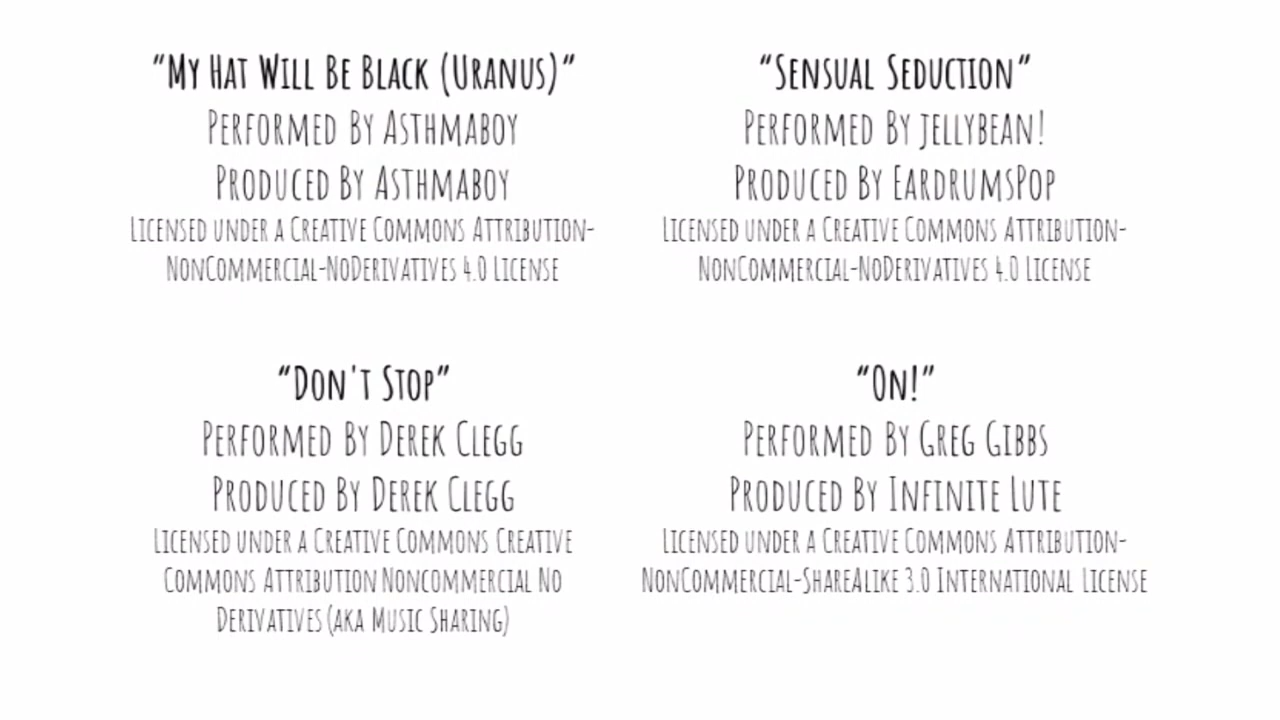 “My Hat Will Be Black (Uranus)”
Performed By Asthmaboy
Produced By Asthmaboy
Licensed under a Creative Commons Attribution-
NonCommercial-NoDerivatives 4.0 License
“Sensual Seduction”
Performed By jellybean!
Produced By EardrumsPop
Licensed under a Creative Commons Attribution-
NonCommercial-NoDerivatives 4.0 License
“Don't Stop”
Performed By Derek Clegg
Produced By Derek Clegg
Licensed under a Creative Commons Creative
Commons Attribution Noncommercial No
Derivatives (aka Music Sharing)
“On!”
Performed By Greg Gibbs
Produced By Infinite Lute
Licensed under a Creative Commons Attribution-
NonCommercial-ShareAlike 3.0 International License